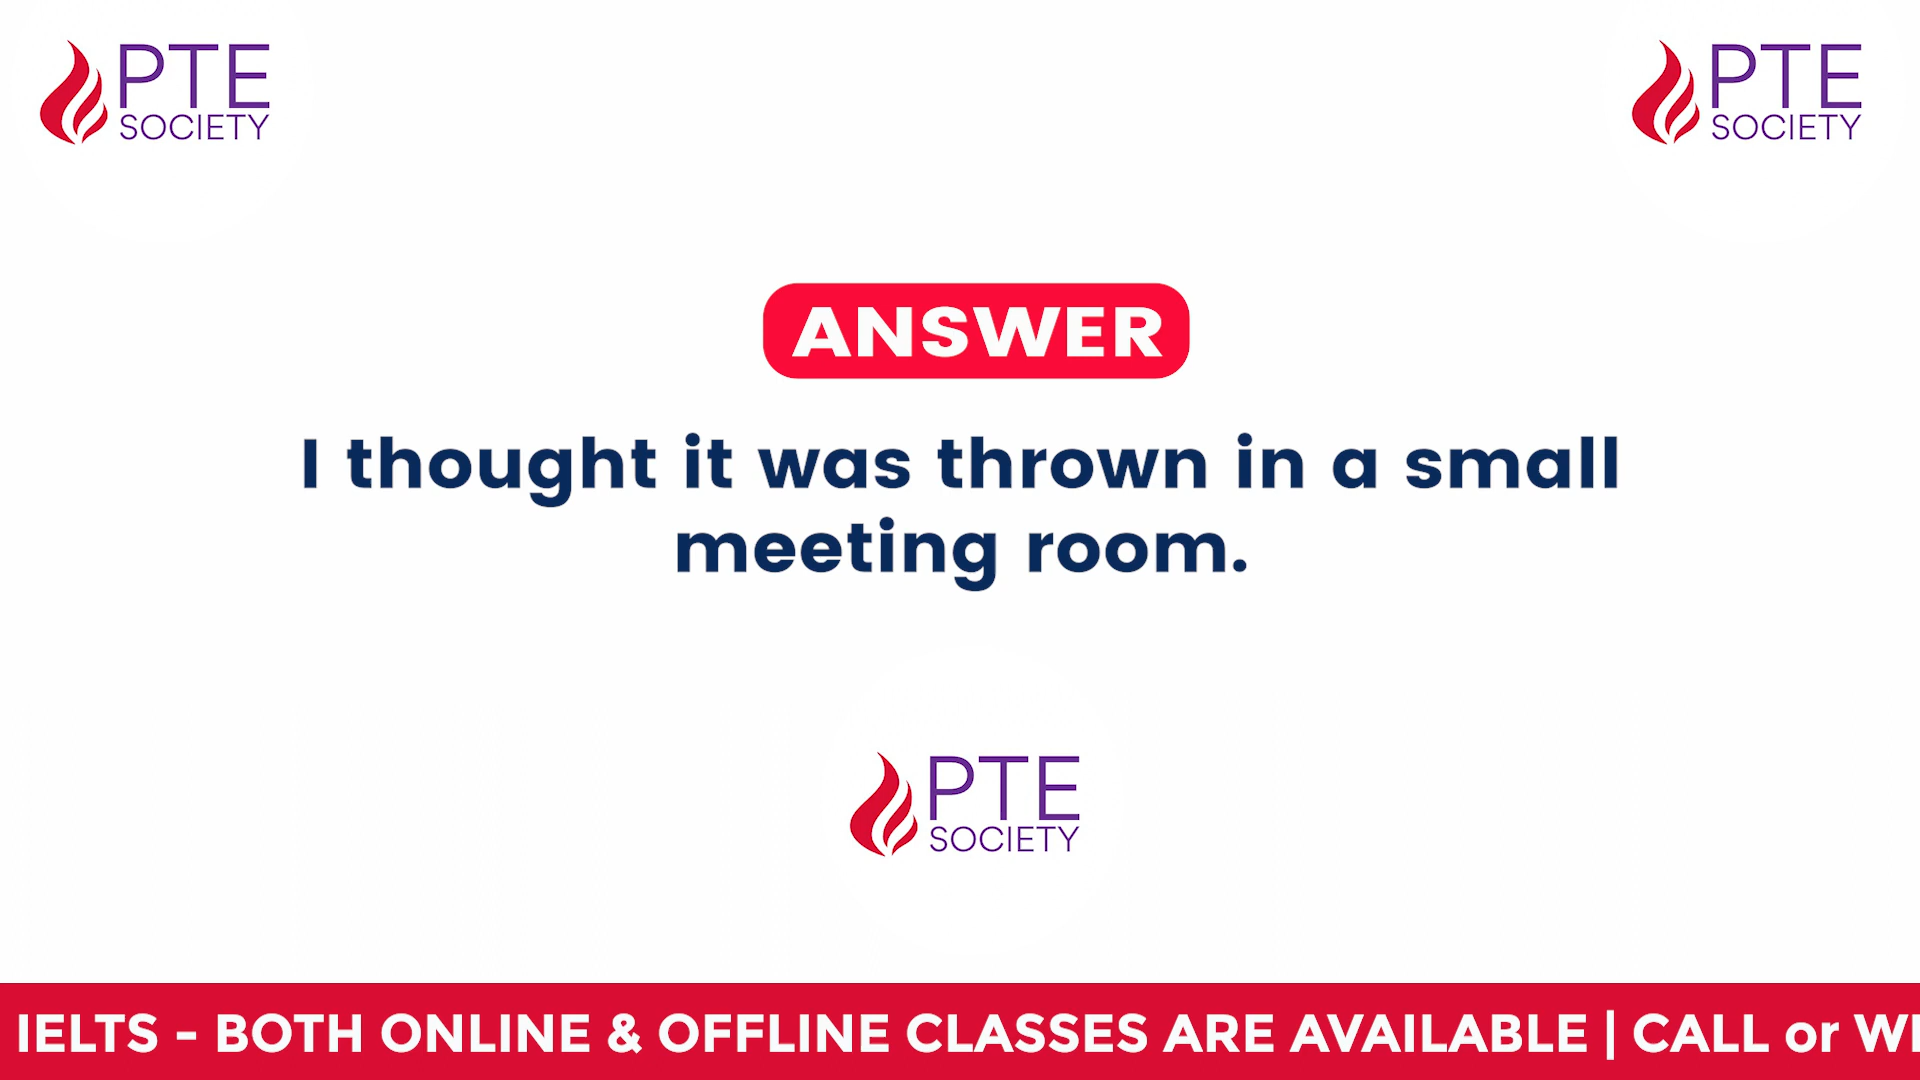 PTE
SOCIETY
PTE
SOCIETY
ANSWER
I thought it was thrown in a small
meeting room.
PTE
SOCIETY
IELTS - BOTH ONLINE & OFFLINE CLASSES ARE AVAILABLE | CALL or